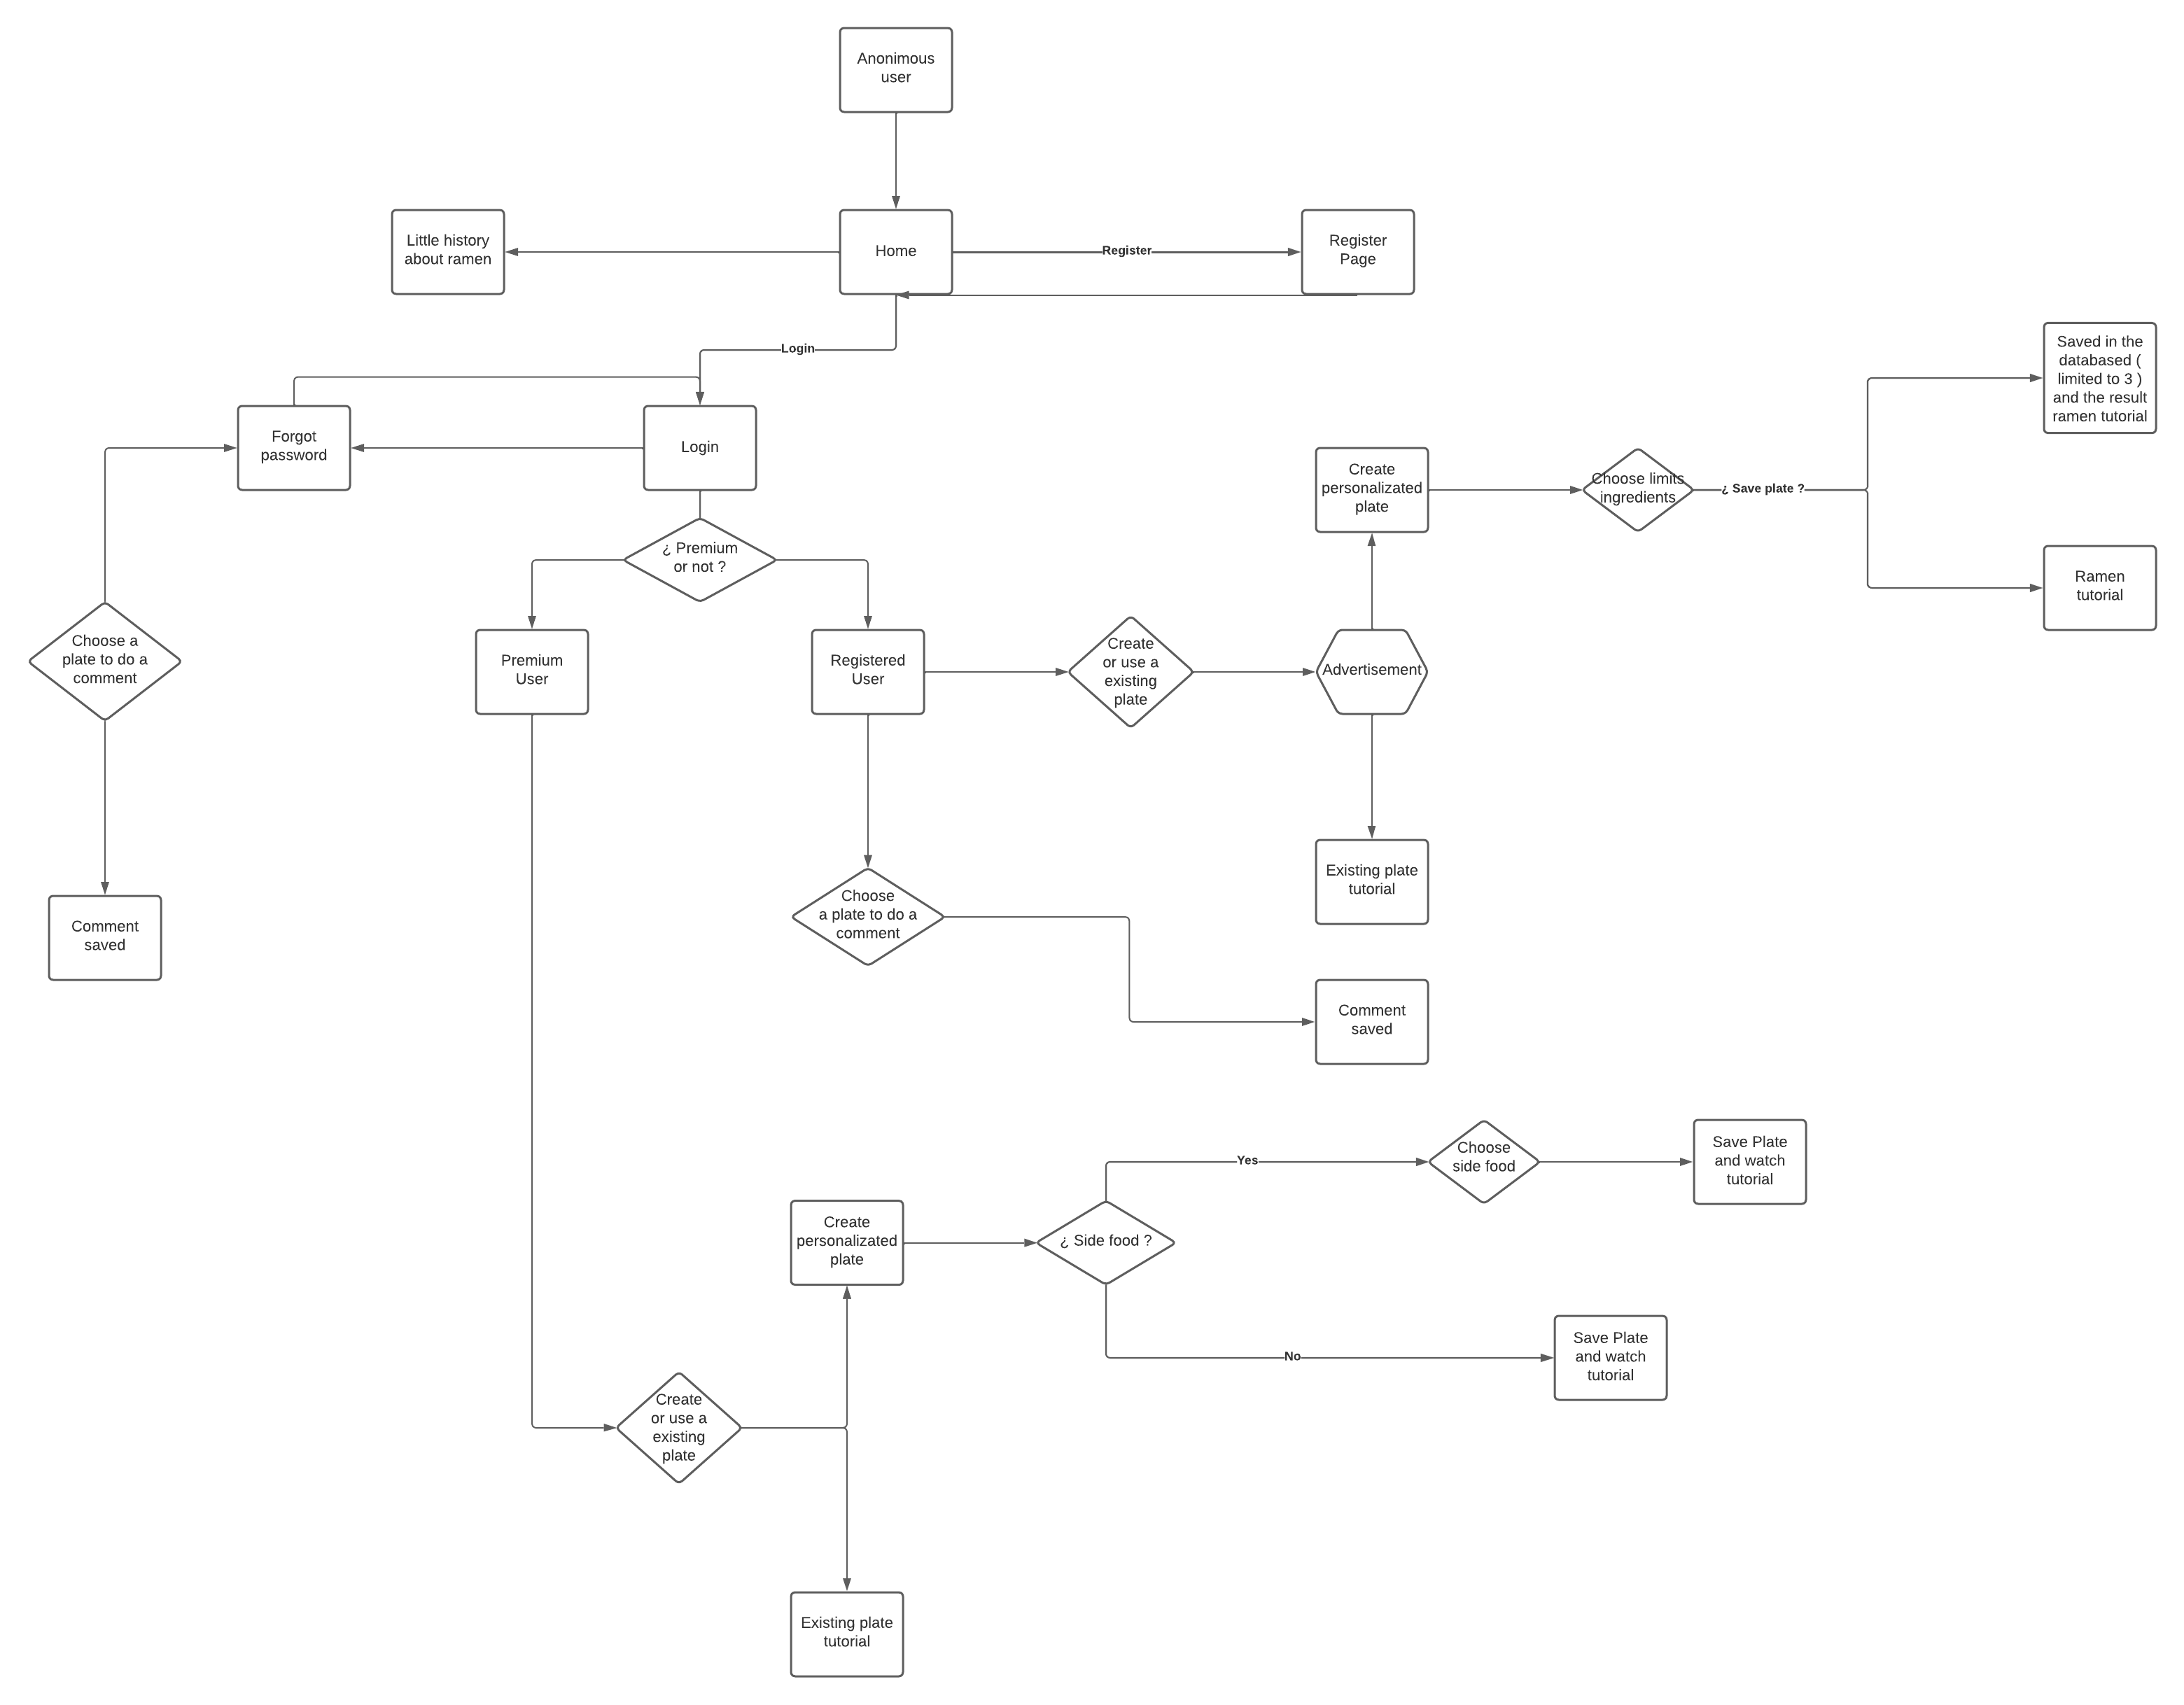 Anonimous
user
Little history
about ramen
Home
Register
Register
Page
Login
Saved in the
databased (
limited to 3 )
and the result
ramen tutorial
Forgot
password
Login
Create
personalizated
plate
Choose limits
ingredients
¿ Save plate ?
¿ Premium
or not ?
Ramen
tutorial
Choose a
plate to do a
comment
Premium
User
Registered
User
Create
or use a
existing
plate
Advertisement
Existing plate
tutorial
Choose
a plate to do a
comment
Comment
saved
Comment
saved
Yes
Choose
side food
Save Plate
and watch
tutorial
Create
personalizated
plate
¿ Side food ?
No
Save Plate
and watch
tutorial
Create
or use a
existing
plate
Existing plate
tutorial